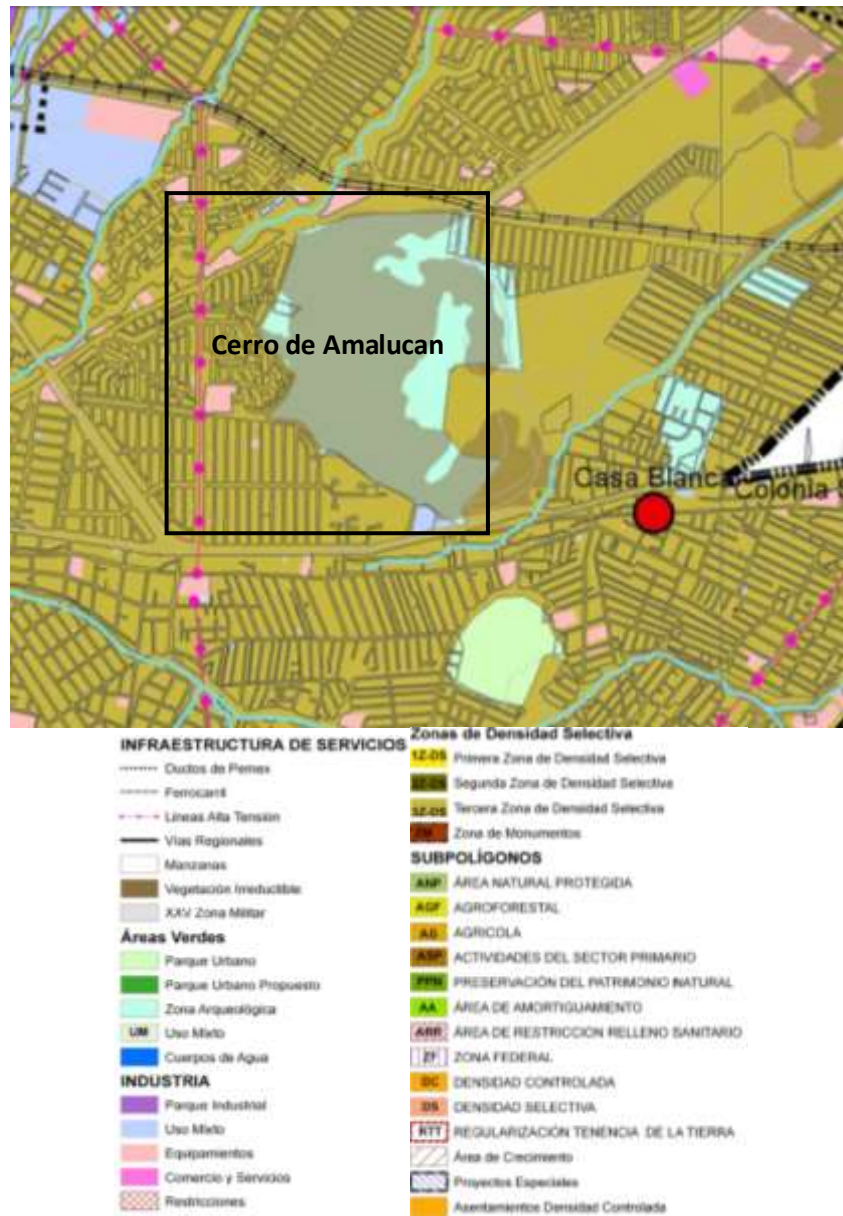 Cerro de Amalucan
Casa Blanca
Colonia S
INFRAESTRUCTURA DE SERVICIOS
Ductos de Pemex
Ferrocarril
Líneas Alta Tensión
Vías Regionales
Manzanas
Vegetación Irreductible
XXV Zona Militar
Áreas Verdes
Parque Urbano
Parque Urbano Propuesto
Zona Arqueológica
UM Uso Mixto
Cuerpos de Agua
INDUSTRIA
Parque Industrial
Uso Mixto
Equipamientos
Comercio y Servicios
Restricciones
Zonas de Densidad Selectiva
1Z-DS Primera Zona de Densidad Selectiva
2Z-DS Segunda Zona de Densidad Selectiva
3Z-DS Tercera Zona de Densidad Selectiva
ZM Zona de Monumentos
SUBPOLÍGONOS
ANP ÁREA NATURAL PROTEGIDA
AGF AGROFORESTAL
AG AGRICOLA
ASP ACTIVIDADES DEL SECTOR PRIMARIO
PPN PRESERVACIÓN DEL PATRIMONIO NATURAL
AA ÁREA DE AMORTIGUAMIENTO
ARR ÁREA DE RESTRICCION RELLENO SANITARIO
ZF ZONA FEDERAL
DC DENSIDAD CONTROLADA
DS DENSIDAD SELECTIVA
RTT REGULARIZACIÓN TENENCIA DE LA TIERRA
Área de Crecimiento
Proyectos Especiales
Asentamientos Densidad Controlada